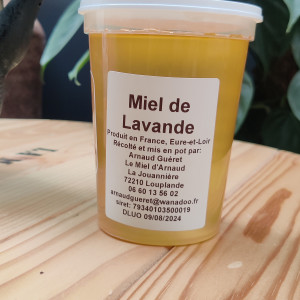 Miel de
Lavande
Produit en France, Eure-et-Loir
Récolté et mis en pot par:
Arnaud Guéret
Le Miel d'Arnaud
La Jouannière
72210 Louplande
06 60 13 56 02
arnaudgueret@wanadoo.fr
siret: 79340103500019
DLUO 09/08/2024